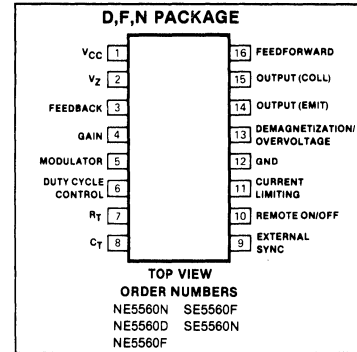 D,F,N PACKAGE
VCC 1
VZ 2
FEEDBACK 3
GAIN 4
MODULATOR 5
DUTY CYCLE
CONTROL 6
RT 7
CT 8
16 FEEDFORWARD
15 OUTPUT (COLL)
14 OUTPUT (EMIT)
13 DEMAGNETIZATION/
OVERVOLTAGE
12 GND
11 CURRENT
LIMITING
10 REMOTE ON/OFF
9 EXTERNAL
SYNC
TOP VIEW
ORDER NUMBERS
NE5560N SE5560F
NE5560D SE5560N
NE5560F